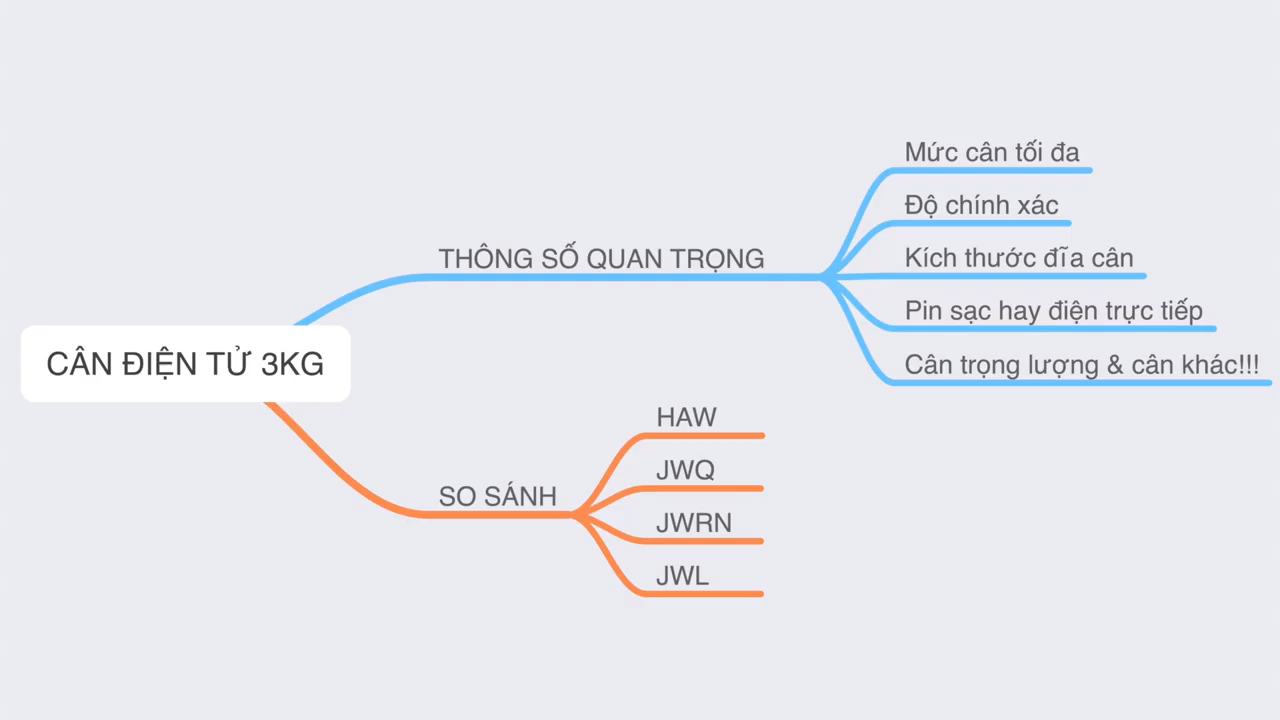 CÂN ĐIỆN TỬ 3KG
THÔNG SỐ QUAN TRỌNG
Mức cân tối đa
Độ chính xác
Kích thước đĩa cân
Pin sạc hay điện trực tiếp
Cân trọng lượng & cân khác!!!
SO SÁNH
HAW
JWQ
JWRN
JWL